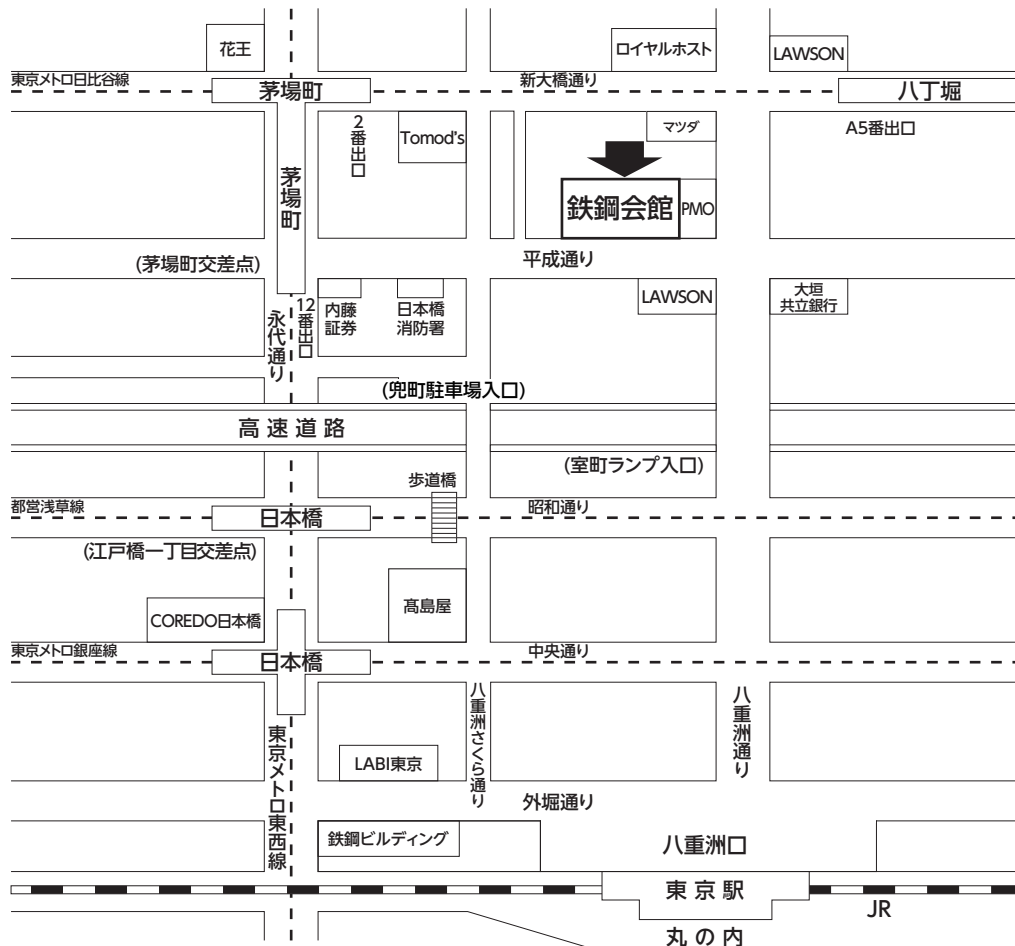 花王
ロイヤルホスト
LAWSON
東京メトロ日比谷線
茅場町
新大橋通り
八丁堀
2番出口
Tomod's
マツダ
A5番出口
茅場町
鉄鋼会館
PMO
(茅場町交差点)
平成通り
12番出口
永代通り
内藤
証券
日本橋
消防署
LAWSON
大垣
共立銀行
(兜町駐車場入口)
高速道路
(室町ランプ入口)
歩道橋
都営浅草線
日本橋
昭和通り
(江戸橋一丁目交差点)
COREDO日本橋
髙島屋
東京メトロ銀座線
日本橋
中央通り
八重洲さくら通り
八重洲通り
東京メトロ東西線
LABI東京
外堀通り
鉄鋼ビルディング
八重洲口
東京駅
JR
丸の内